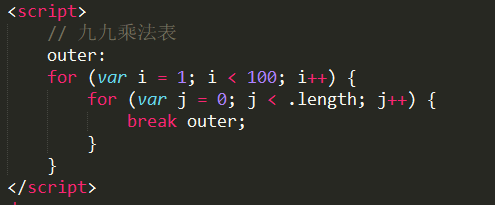 <script>
// 九九乘法表
outer:
for (var i = 1; i < 100; i++) {
for (var j = 0; j < .length; j++) {
break outer;
}
}
</script>